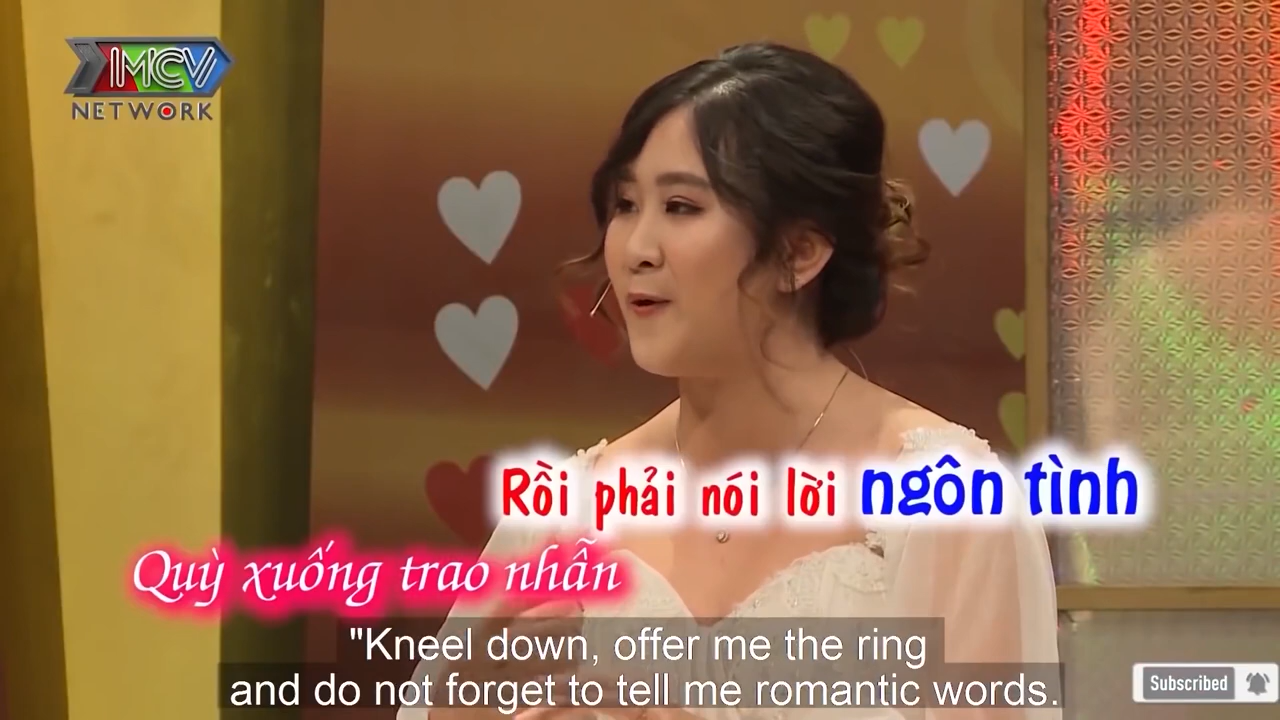 MCV
NETWORK
Rồi phải nói lời ngôn tình
Quỳ xuống trao nhẫn
"Kneel down, offer me the ring
and do not forget to tell me romantic words.
Subscribed